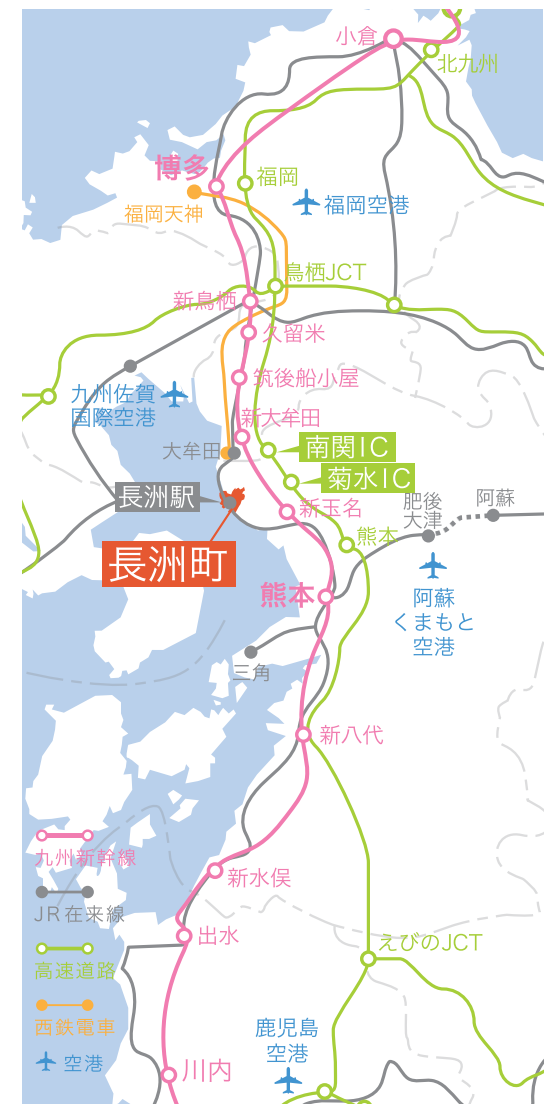 小倉
北九州
博多
福岡
福岡天神
福岡空港
鳥栖JCT
新鳥栖
久留米
筑後船小屋
九州佐賀
国際空港
新大牟田
大牟田
南関IC
菊水IC
長洲駅
新玉名
肥後
大津
阿蘇
熊本
長洲町
熊本
阿蘇
くまもと
空港
三角
新八代
九州新幹線
新水俣
JR在来線
出水
えびのJCT
高速道路
西鉄電車
鹿児島
空港
空港
川内